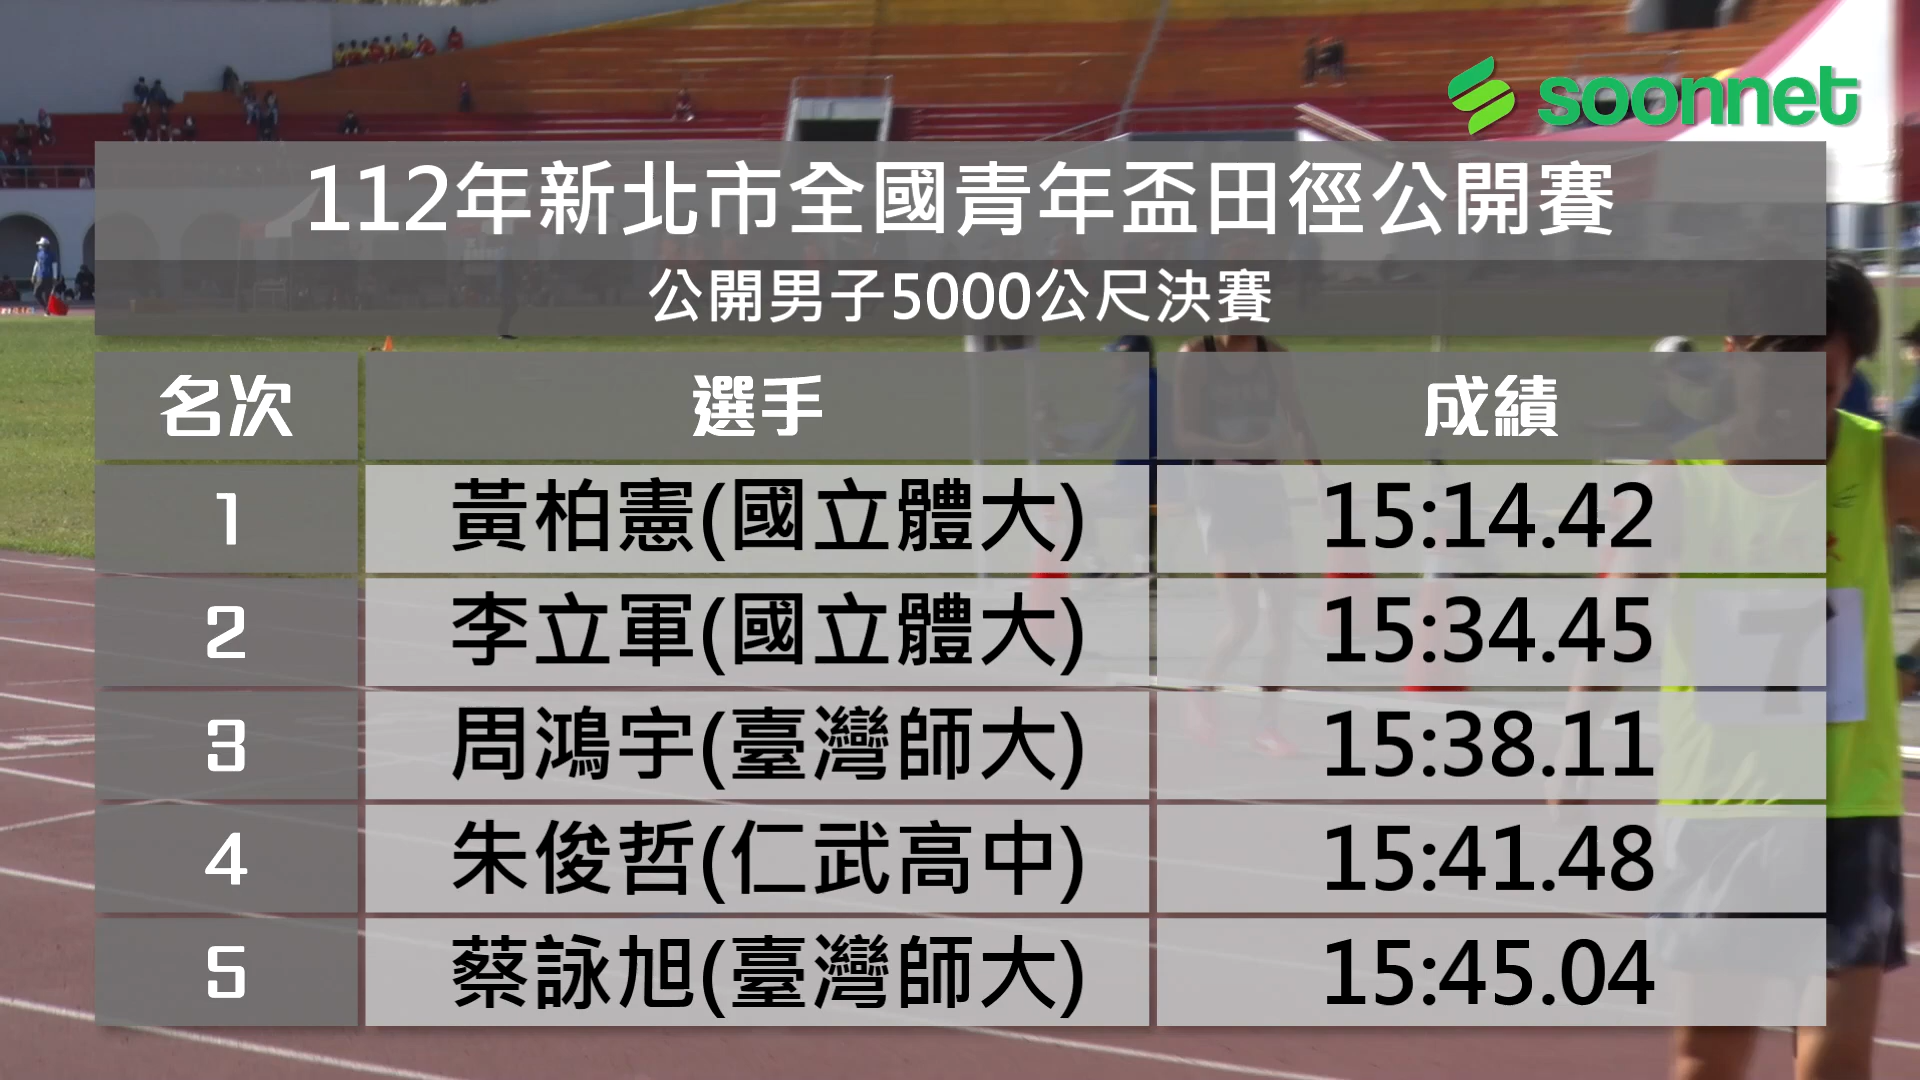 soonnet
112年新北市全國青年盃田徑公開賽
公開男子5000公尺決賽
名次 選手 成績
1 黃柏憲(國立體大) 15:14.42
2 李立軍(國立體大) 15:34.45
3 周鴻宇(臺灣師大) 15:38.11
4 朱俊哲(仁武高中) 15:41.48
5 蔡詠旭(臺灣師大) 15:45.04
7